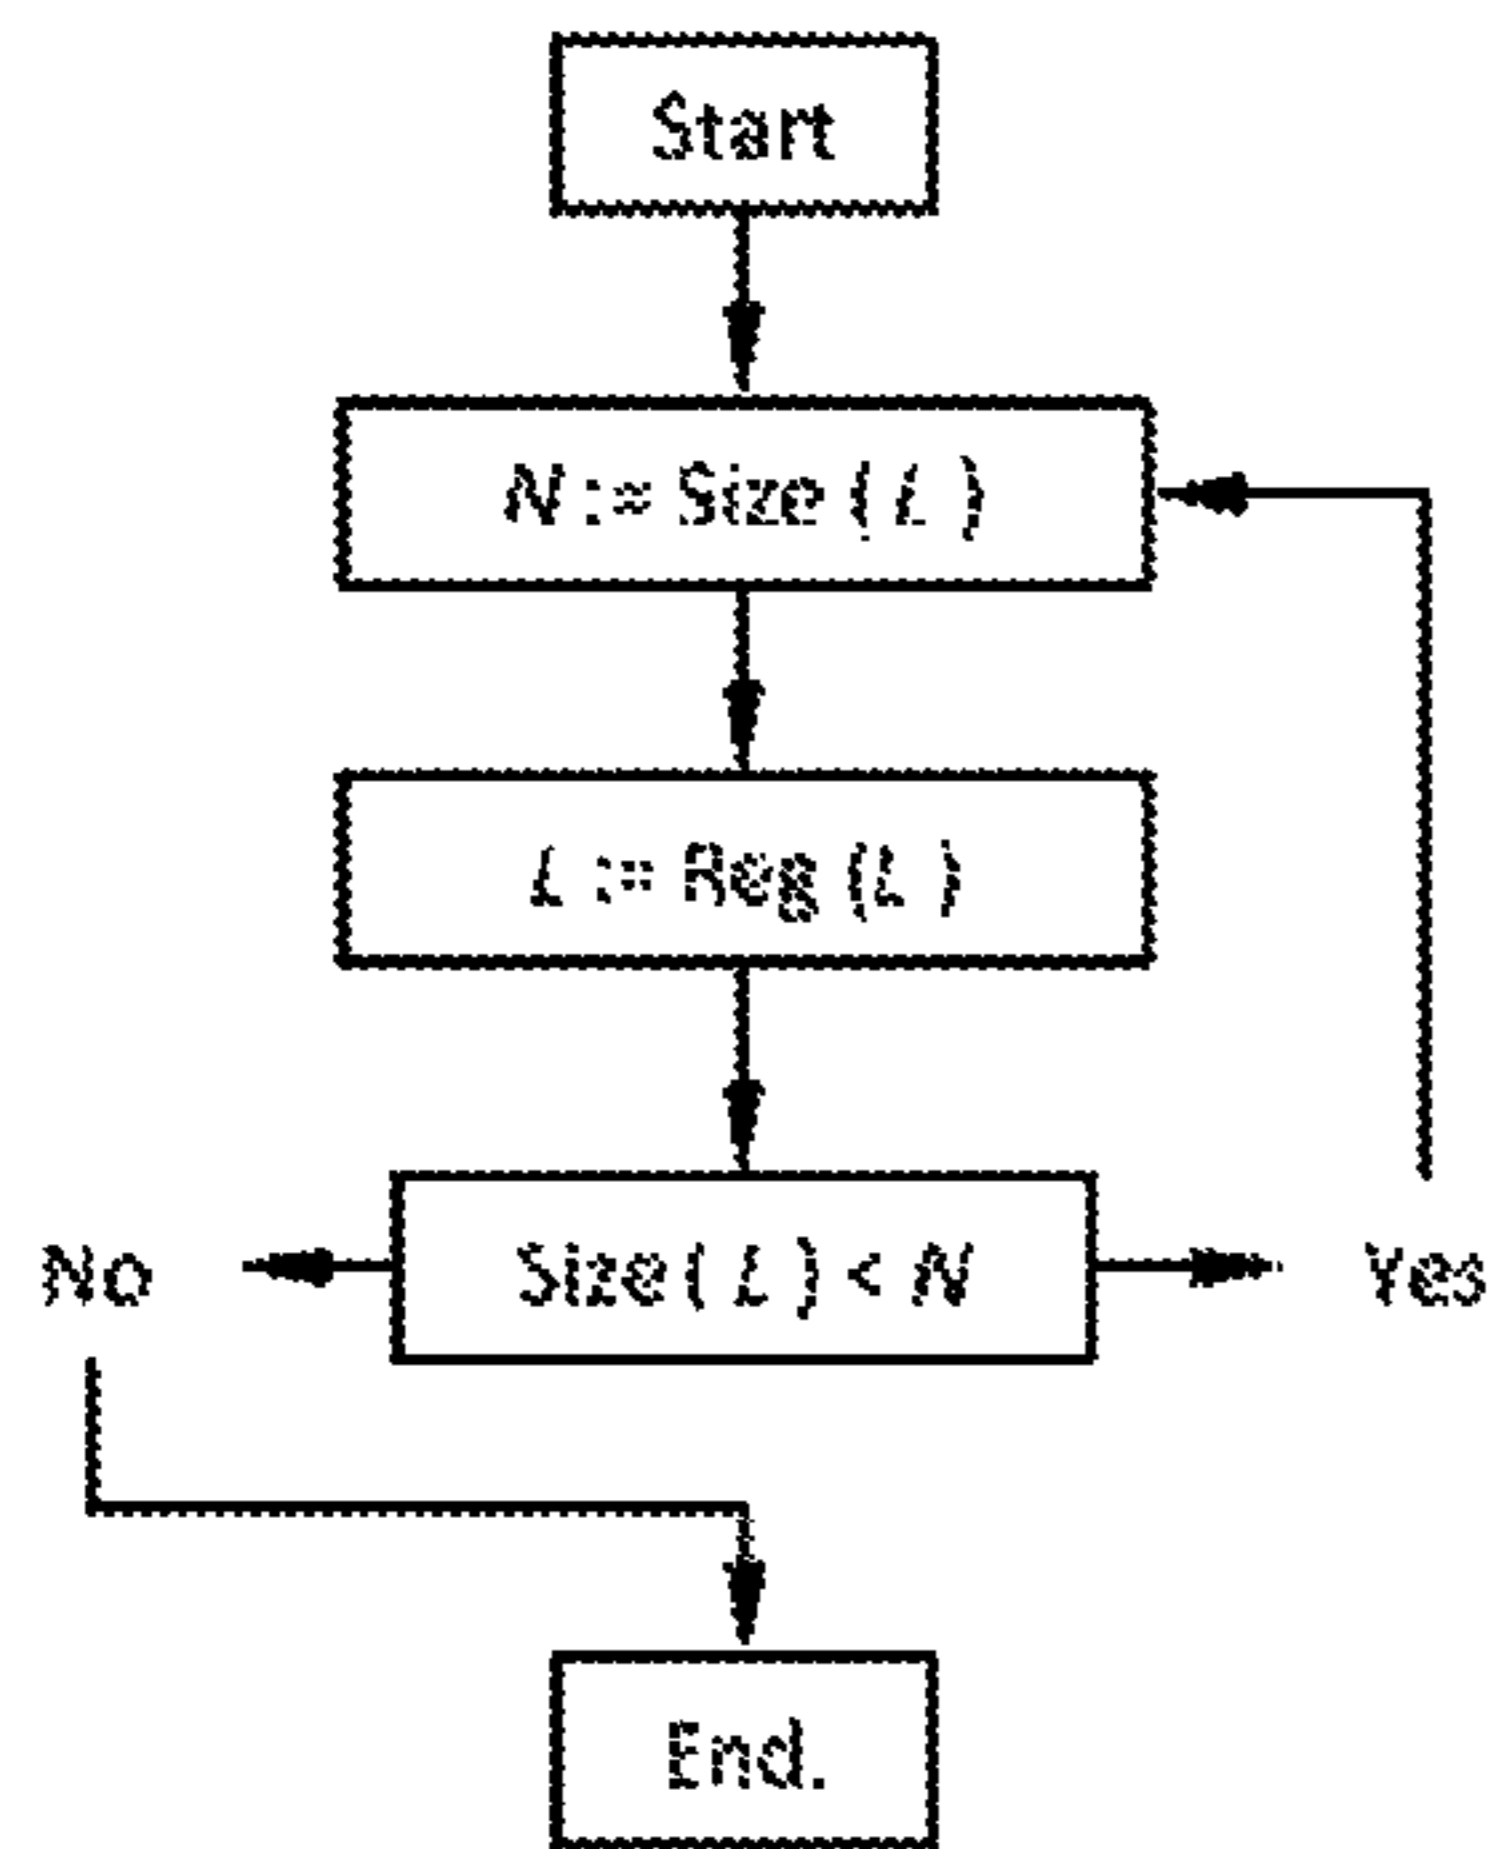 Start
N := Size ( L )
L := Reg ( L )
No
Size ( L ) < N
Yes
End.